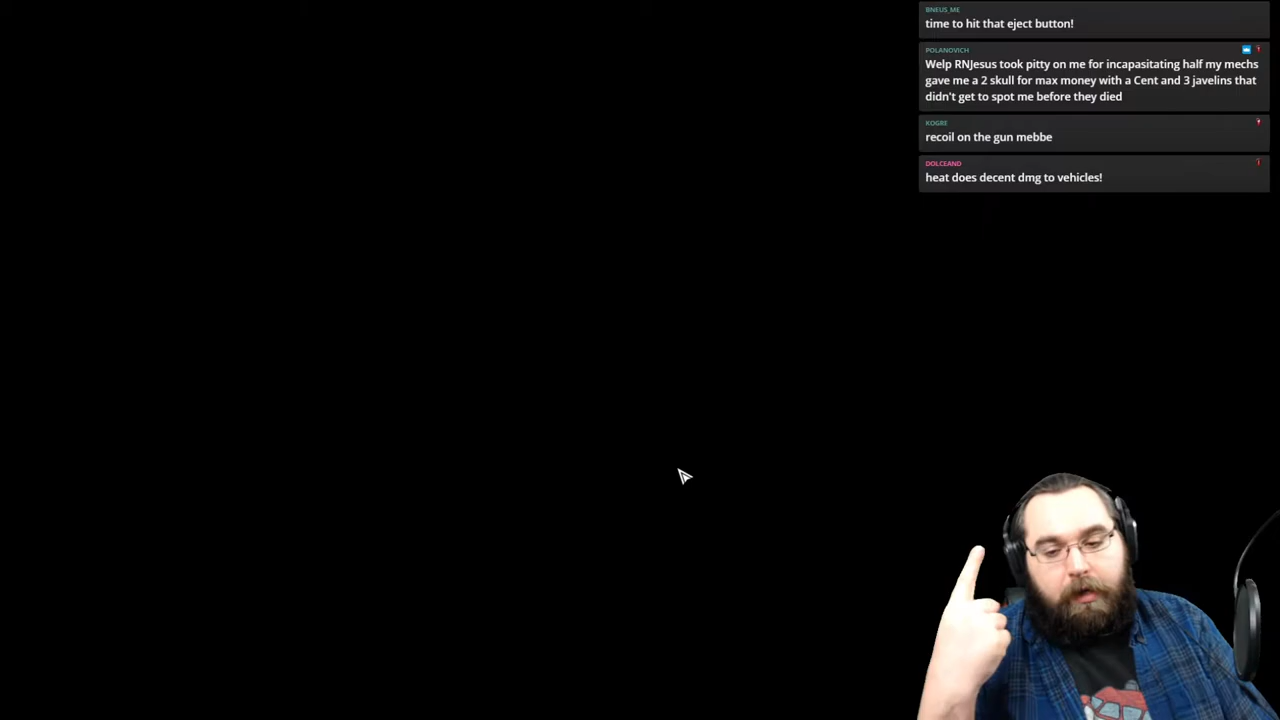 BNEUS_ME
time to hit that eject button!
POLANOVICH
Welp RNJesus took pitty on me for incapasitating half my mechs
gave me a 2 skull for max money with a Cent and 3 javelins that
didn't get to spot me before they died
KOGRE
recoil on the gun mebbe
DOLCEAND
heat does decent dmg to vehicles!